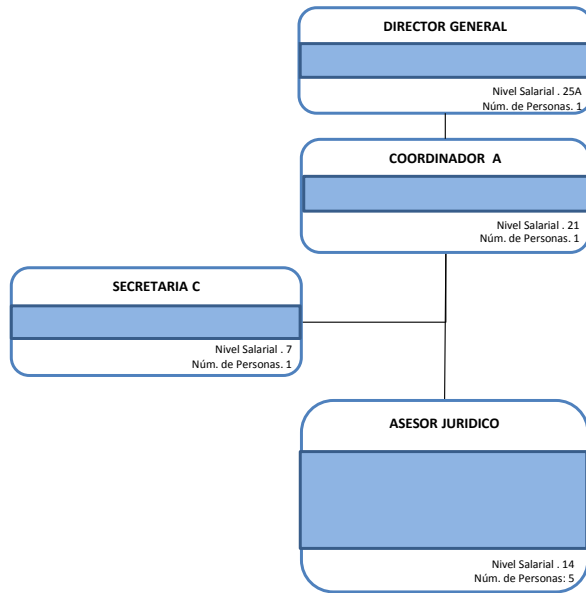 DIRECTOR GENERAL
Nivel Salarial . 25A
Núm. de Personas. 1
COORDINADOR A
Nivel Salarial . 21
Núm. de Personas. 1
SECRETARIA C
Nivel Salarial . 7
Núm. de Personas. 1
ASESOR JURIDICO
Nivel Salarial . 14
Núm. de Personas: 5